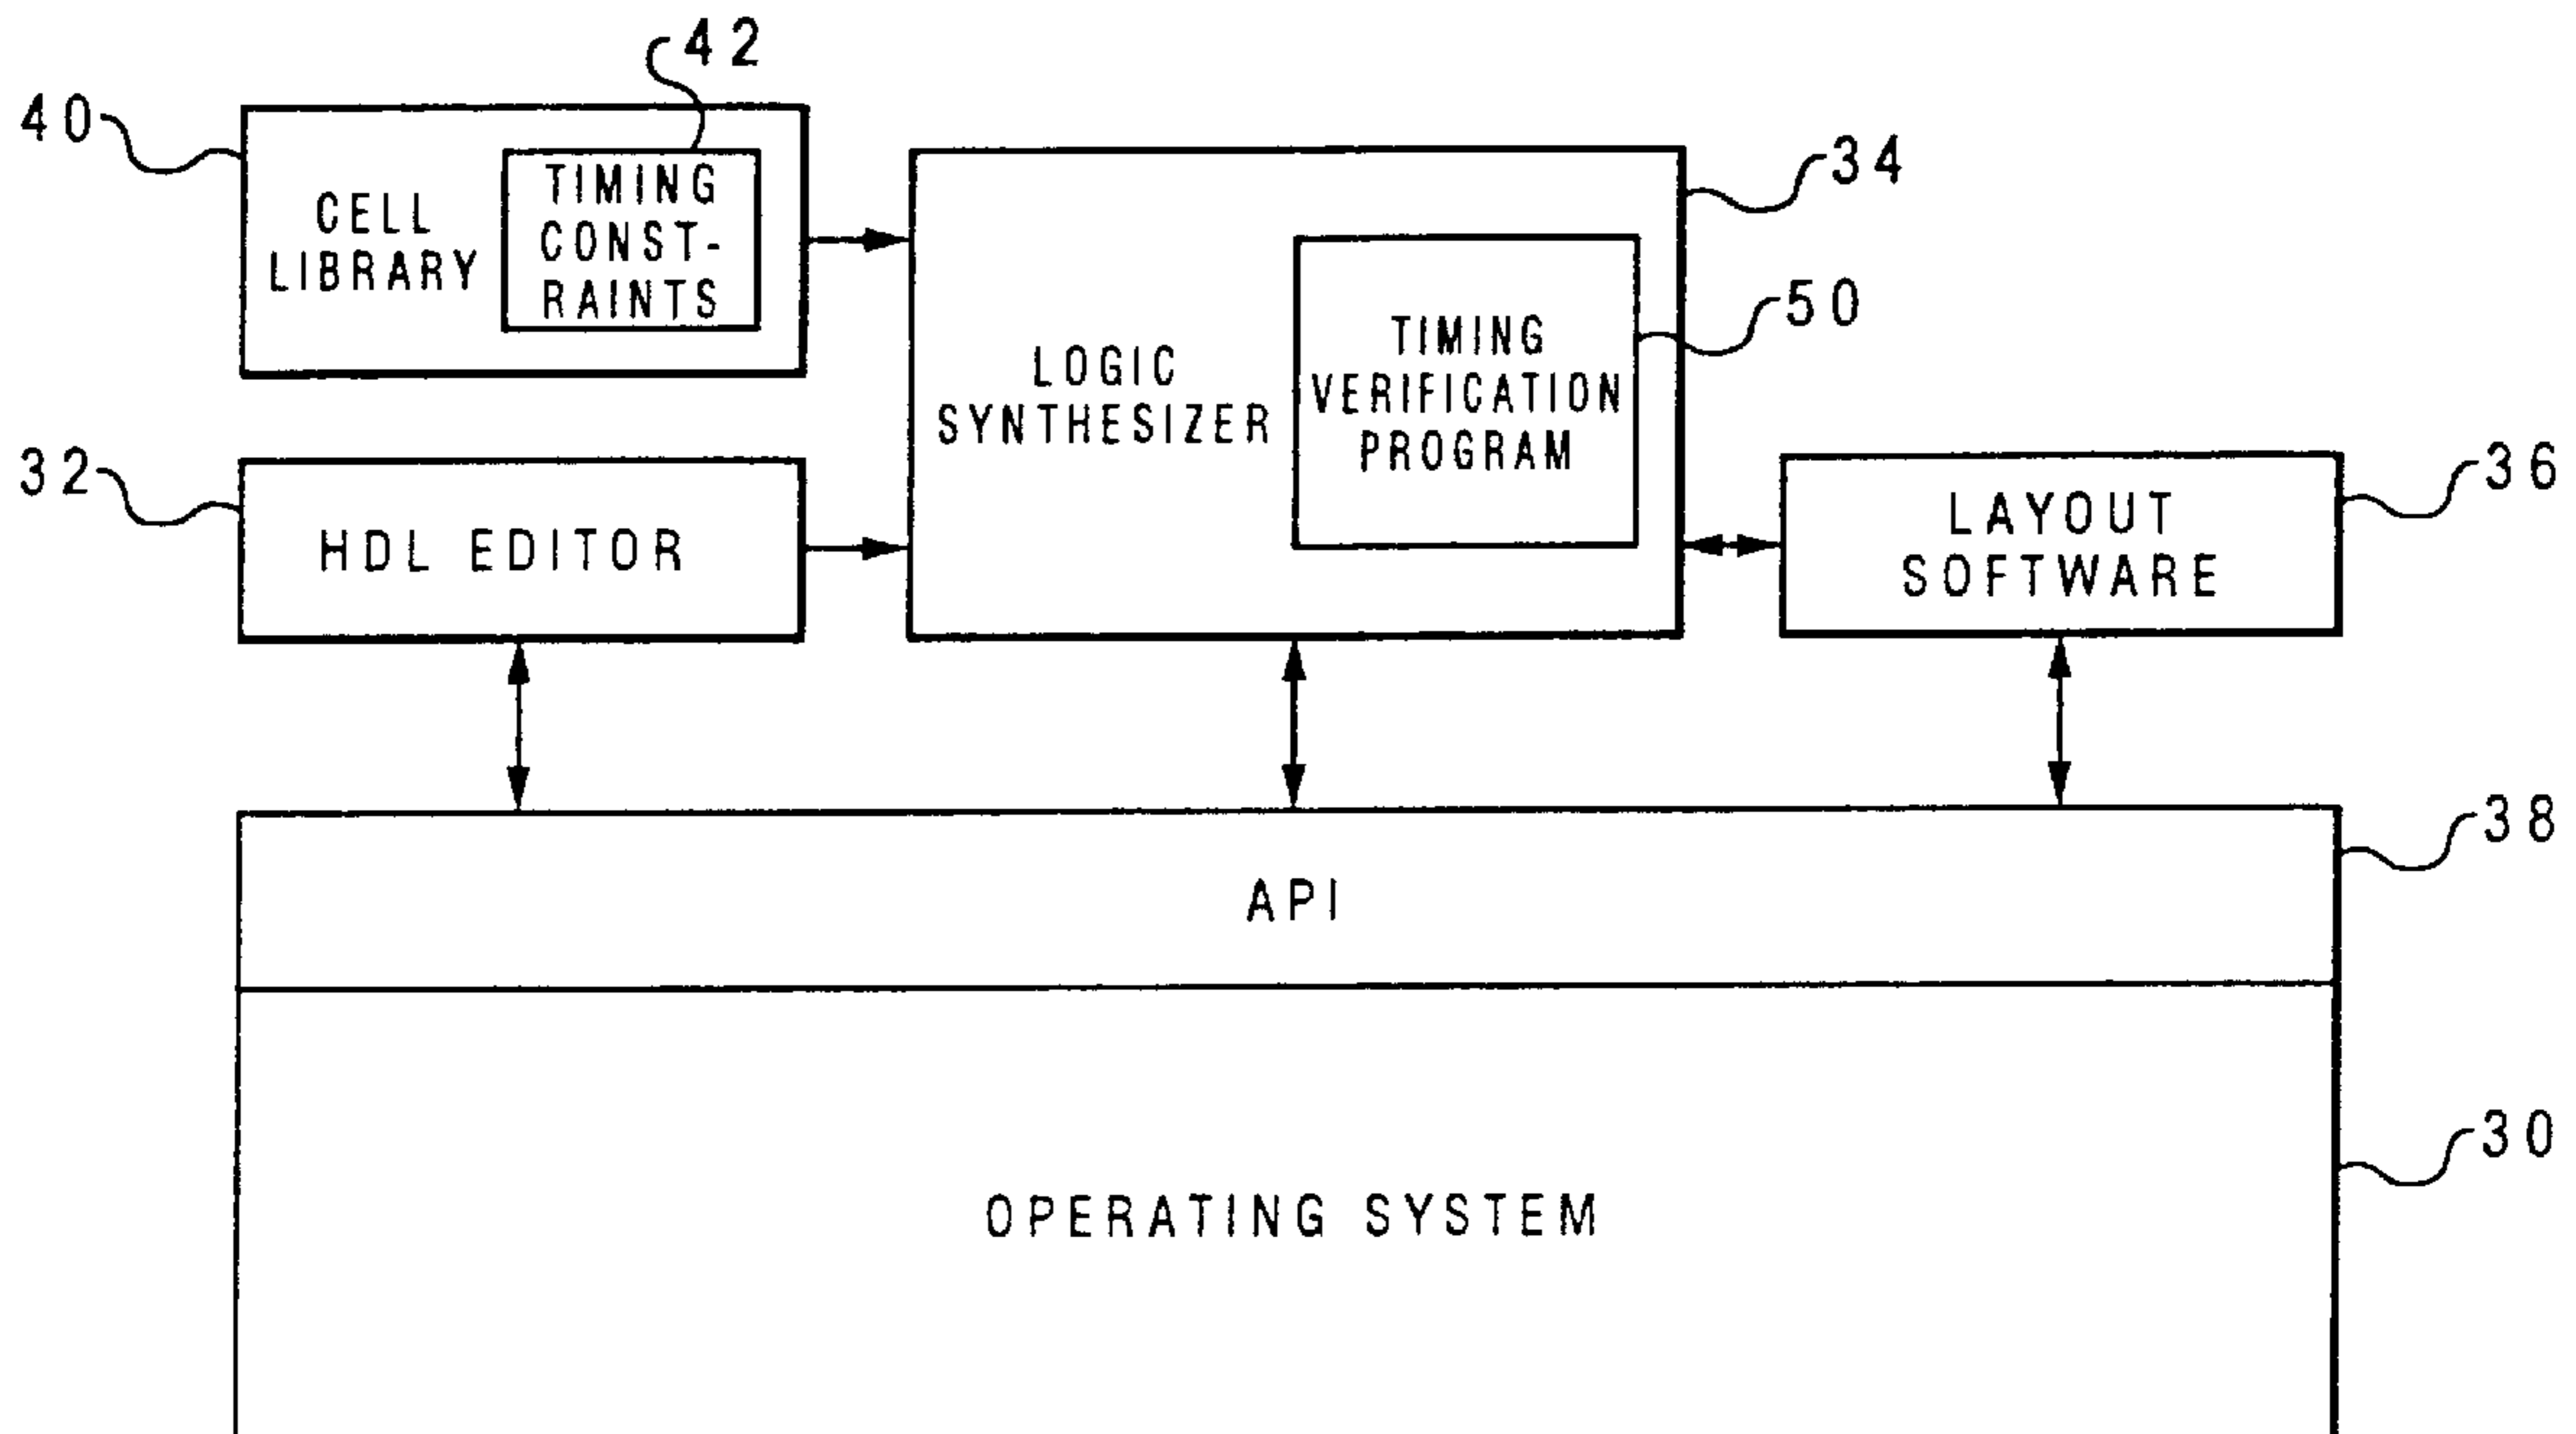 42
40
TIMING
CONST-
RAINTS
CELL
LIBRARY
34
50
LOGIC
SYNTHESIZER
TIMING
VERIFICATION
PROGRAM
32
HDL EDITOR
36
LAYOUT
SOFTWARE
38
API
30
OPERATING SYSTEM